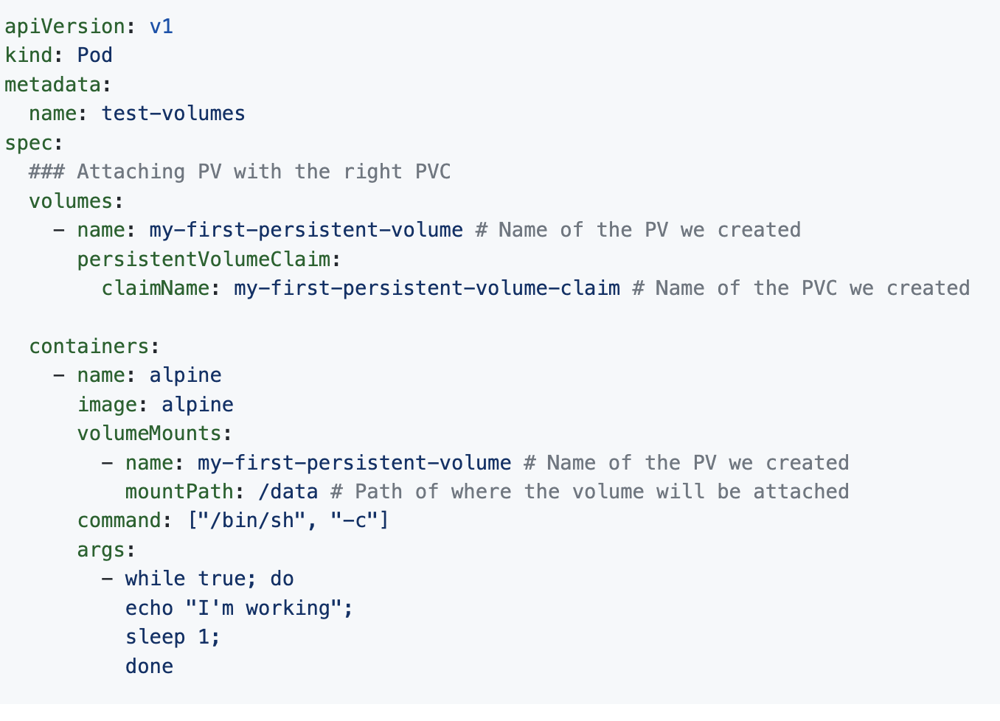 apiVersion: v1
kind: Pod
metadata:
  name: test-volumes
spec:
  ### Attaching PV with the right PVC
  volumes:
    - name: my-first-persistent-volume # Name of the PV we created
      persistentVolumeClaim:
        claimName: my-first-persistent-volume-claim # Name of the PVC we created

  containers:
    - name: alpine
      image: alpine
      volumeMounts:
        - name: my-first-persistent-volume # Name of the PV we created
          mountPath: /data # Path of where the volume will be attached
      command: ["/bin/sh", "-c"]
      args:
        - while true; do
          echo "I'm working";
          sleep 1;
          done